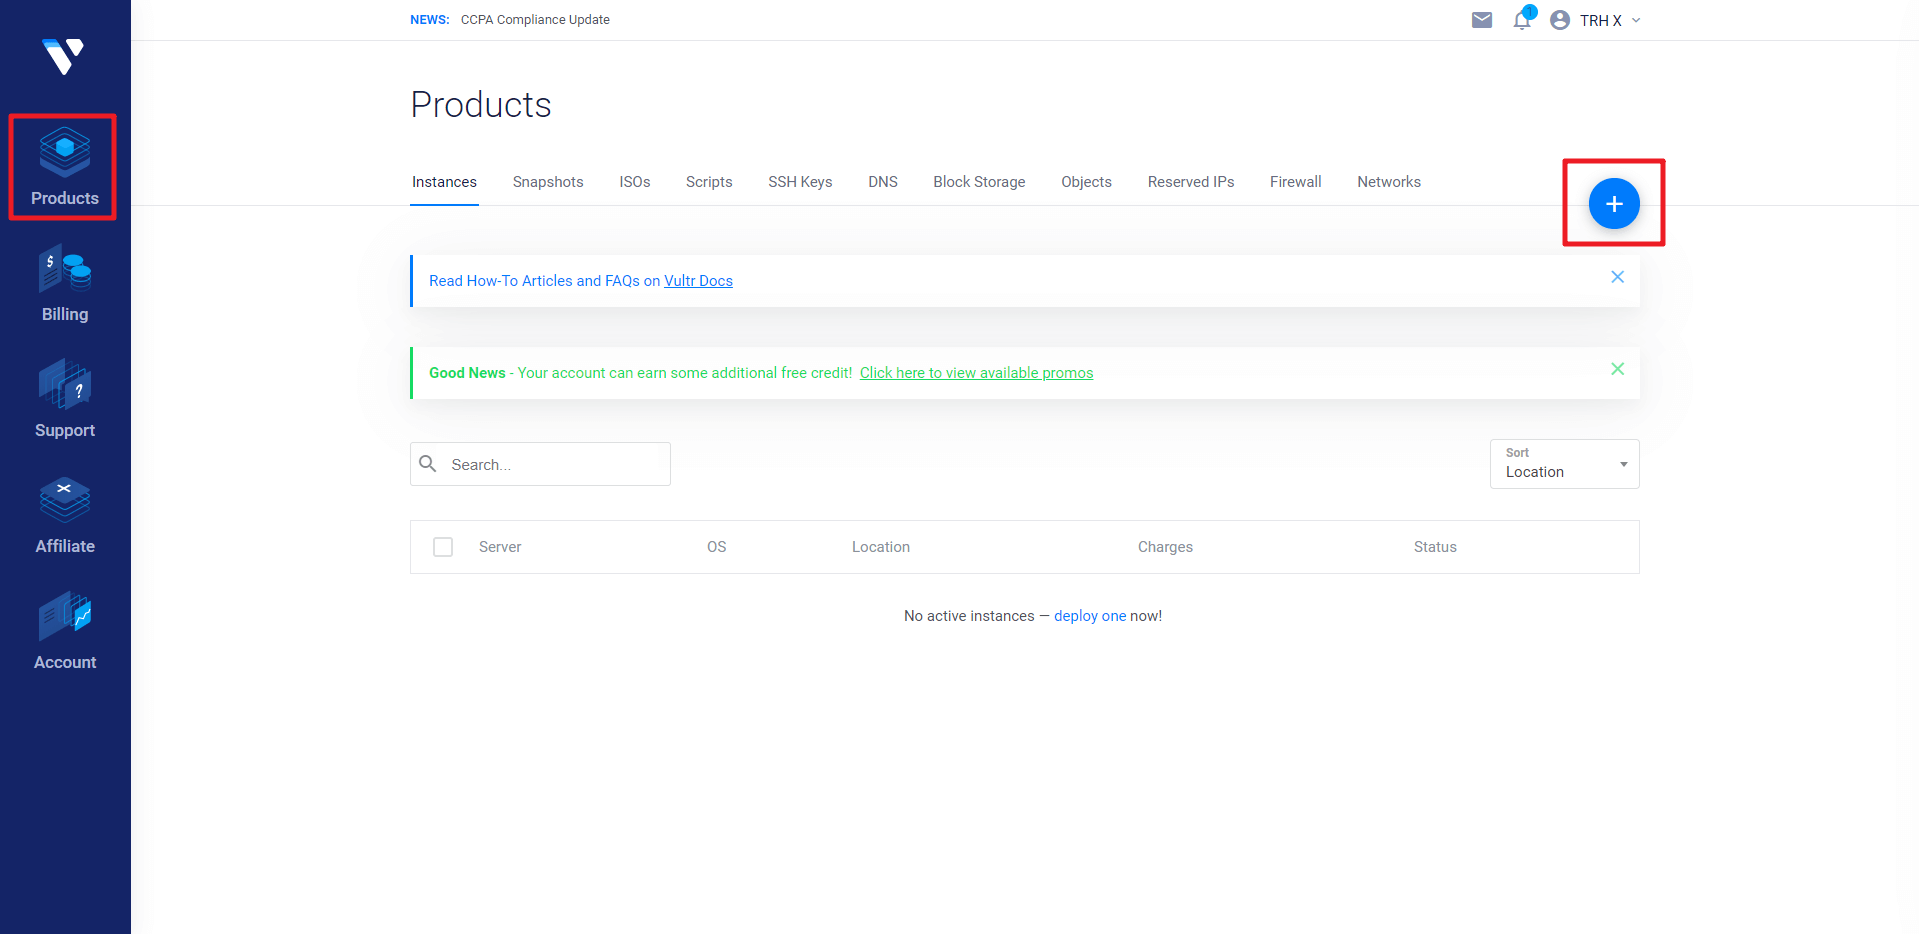 NEWS: CCPA Compliance Update
1
TRH X
Products
Products
Billing
Support
Affiliate
Account
Instances Snapshots ISOs Scripts SSH Keys DNS Block Storage Objects Reserved IPs Firewall Networks
+
Read How-To Articles and FAQs on Vultr Docs
Good News - Your account can earn some additional free credit! Click here to view available promos
Search...
Sort
Location
Server OS Location Charges Status
No active instances — deploy one now!